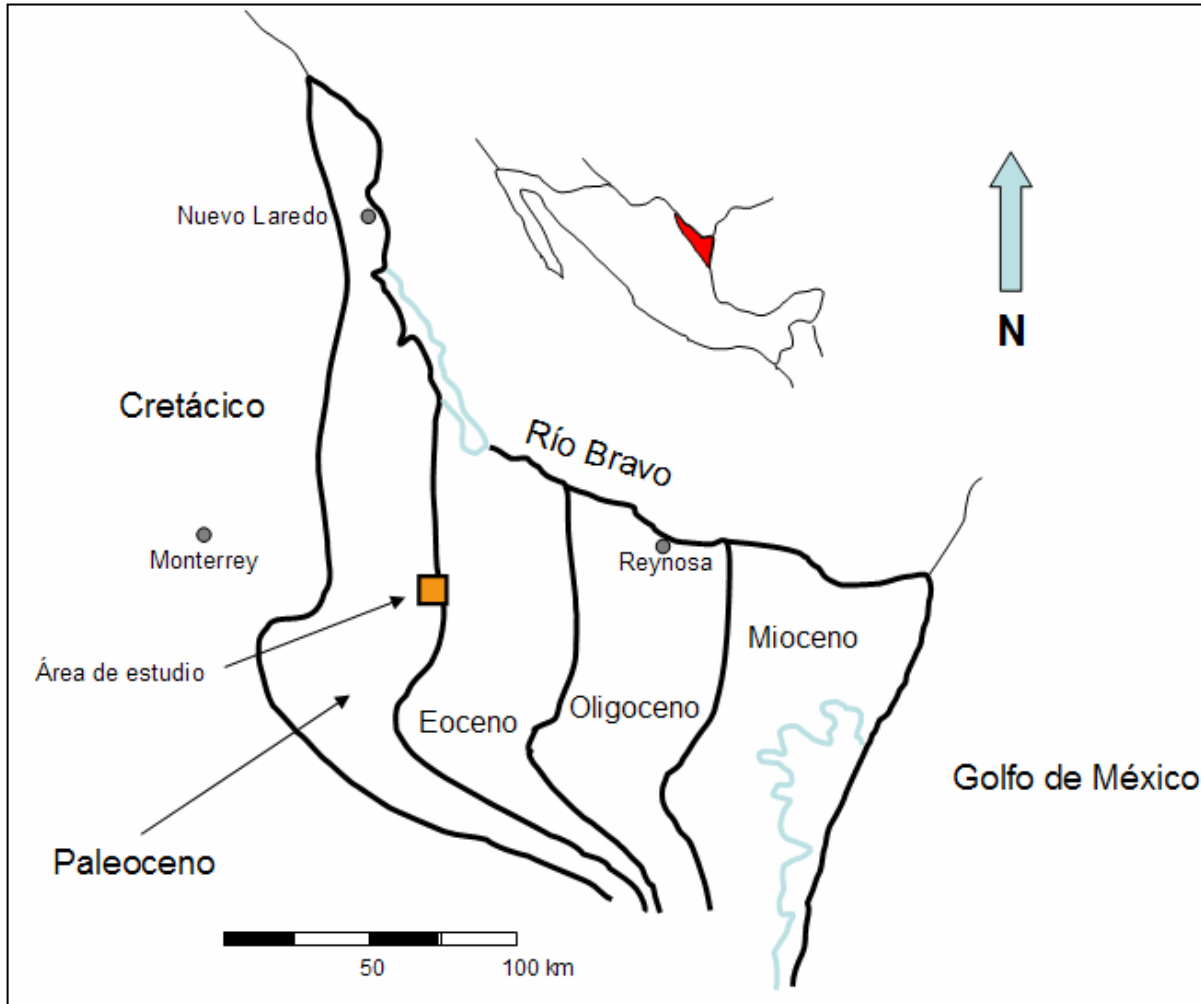 Nuevo Laredo
N
Cretácico
Río Bravo
Monterrey
Reynosa
Área de estudio
Mioceno
Eoceno
Oligoceno
Golfo de México
Paleoceno
50
100 km